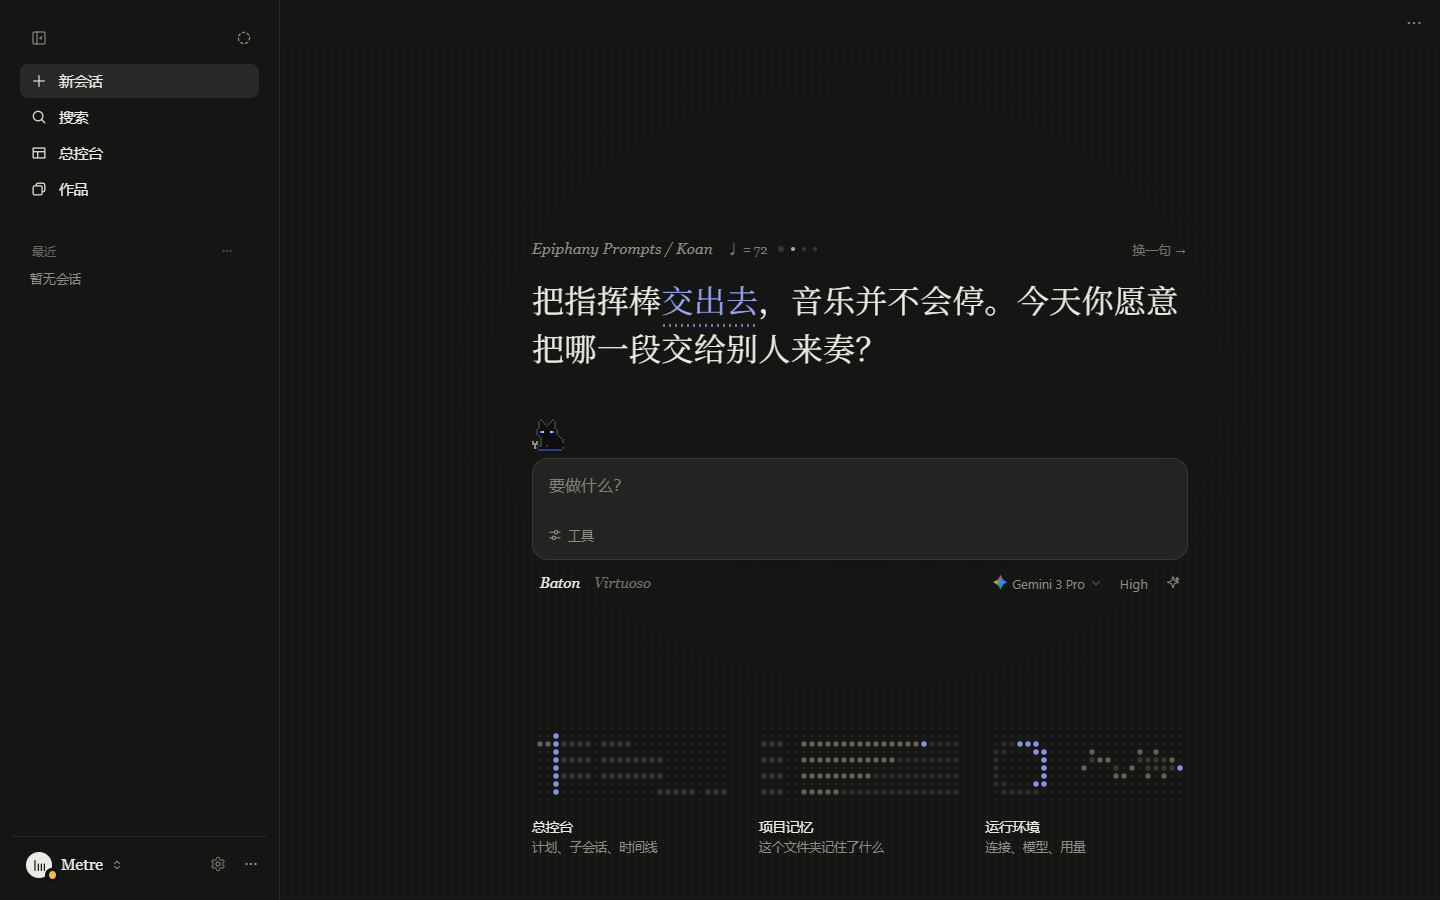 新会话
搜索
总控台
作品
最近
暂无会话
Metre
Epiphany Prompts / Koan ♩ = 72
换一句 →
把指挥棒交出去，音乐并不会停。今天你愿意
把哪一段交给别人来奏？
要做什么？
工具
Baton Virtuoso
Gemini 3 Pro High
总控台
计划、子会话、时间线
项目记忆
这个文件夹记住了什么
运行环境
连接、模型、用量